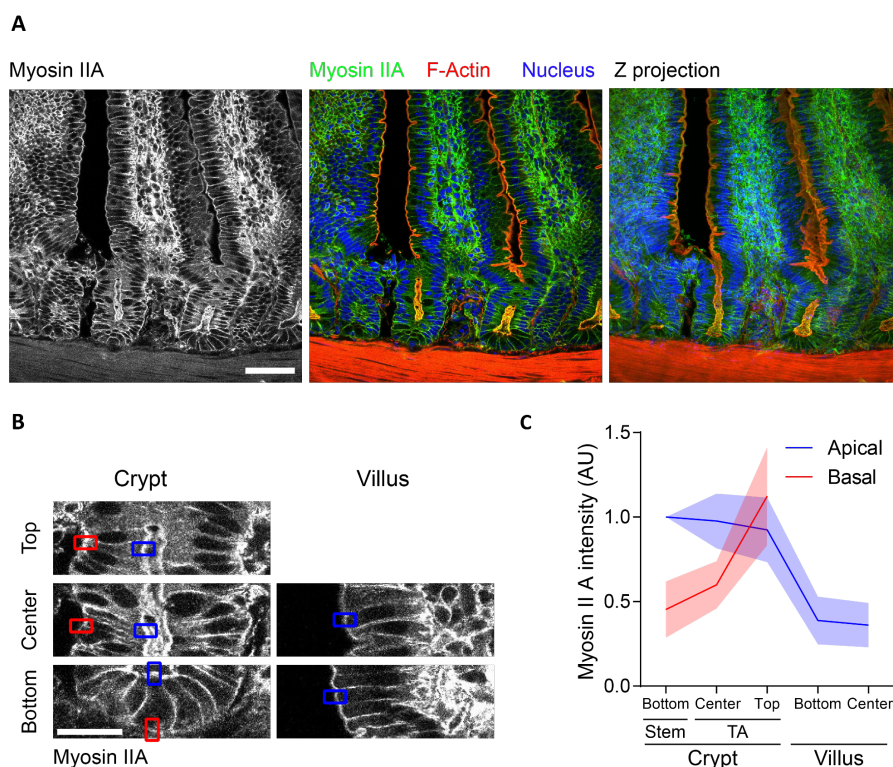 A
Myosin IIA
Myosin IIA F-Actin Nucleus Z projection
B
Crypt Villus
Top
Center
Bottom
Myosin IIA
C
Myosin II A intensity (AU)
1.5
1.0
0.5
0.0
Apical
Basal
Bottom Center Top Bottom Center
Stem TA
Crypt Villus